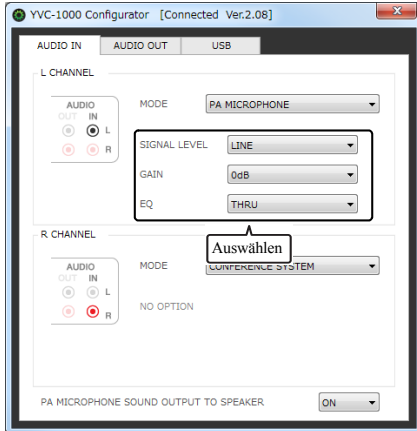 YVC-1000 Configurator [Connected Ver.2.08]
AUDIO IN AUDIO OUT USB
L CHANNEL
AUDIO
OUT IN
L
R
MODE PA MICROPHONE
SIGNAL LEVEL LINE
GAIN 0dB
EQ THRU
Auswählen
R CHANNEL
AUDIO
OUT IN
L
R
MODE CONFERENCE SYSTEM
NO OPTION
PA MICROPHONE SOUND OUTPUT TO SPEAKER ON